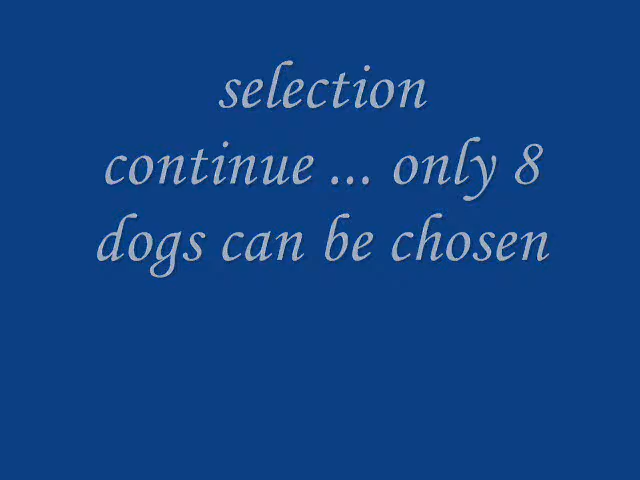 selection
continue ... only 8
dogs can be chosen